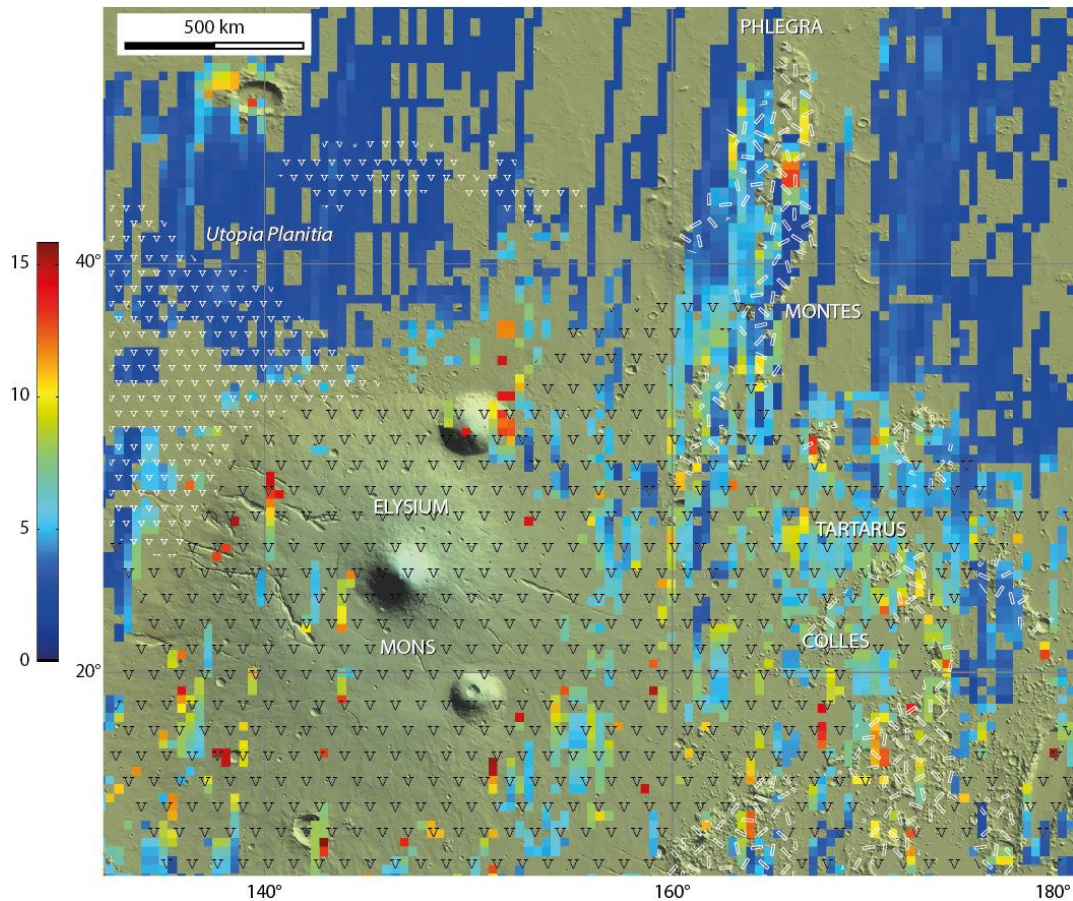 500 km
PHLEGRA
Utopia Planitia
15
40°
MONTES
10
ELYSIUM
TARTARUS
5
MONS
COLLES
0
20°
140°
160°
180°